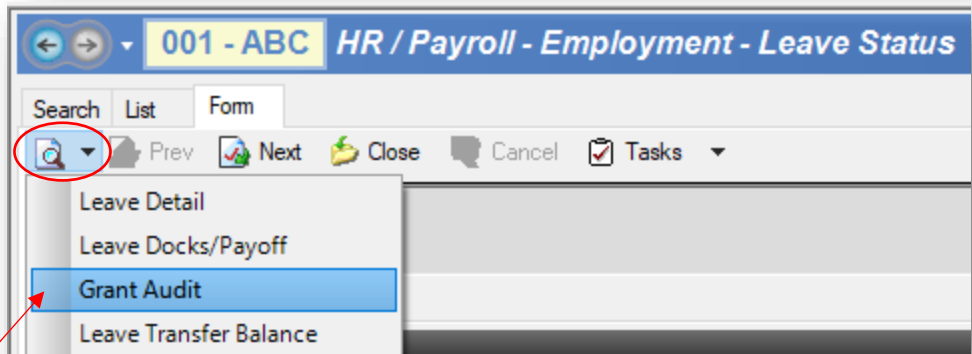 001 - ABC HR / Payroll - Employment - Leave Status
Search List Form
Prev Next Close Cancel Tasks
Leave Detail
Leave Docks/Payoff
Grant Audit
Leave Transfer Balance